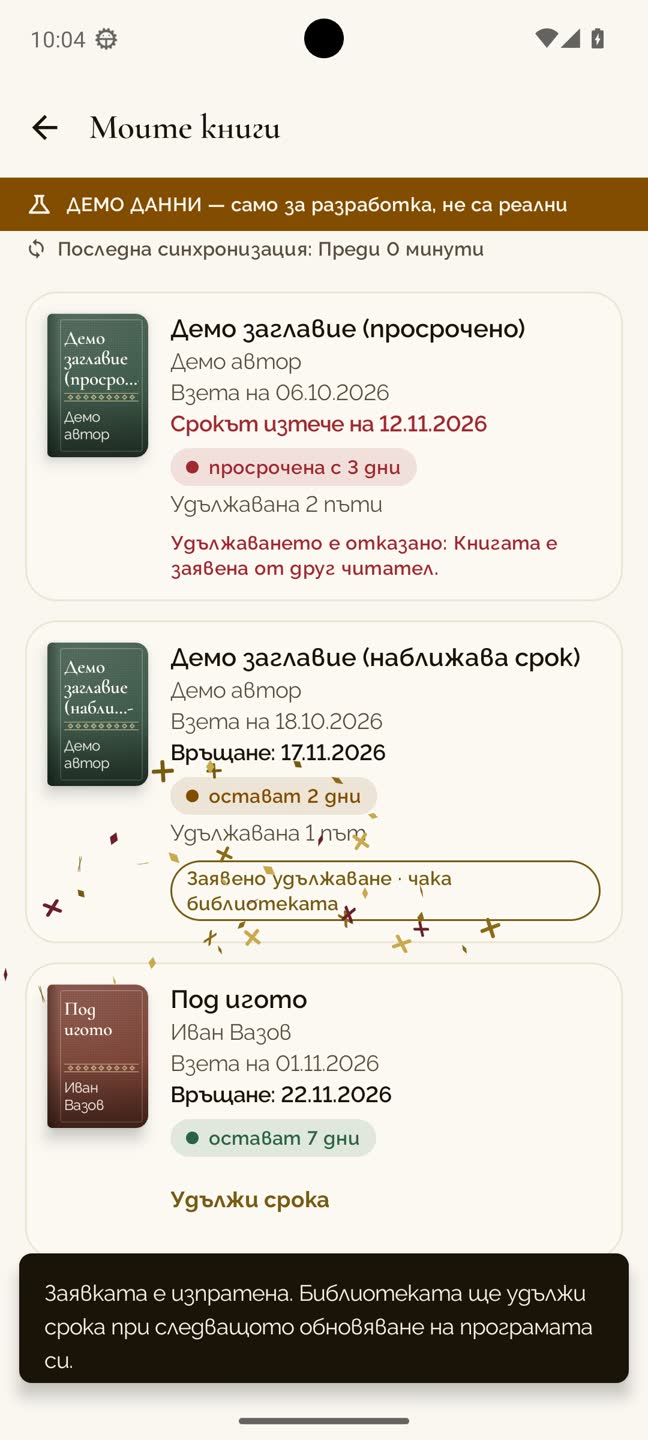 10:04
Моите книги
ДЕМО ДАННИ — само за разработка, не са реални
Последна синхронизация: Преди 0 минути
Демо
заглавие
(просро...
Демо
автор
Демо заглавие (просрочено)
Демо автор
Взета на 06.10.2026
Срокът изтече на 12.11.2026
просрочена с 3 дни
Удължавана 2 пъти
Удължаването е отказано: Книгата е
заявена от друг читател.
Демо
заглавие
(набли...-
Демо
автор
Демо заглавие (наближава срок)
Демо автор
Взета на 18.10.2026
Връщане: 17.11.2026
остават 2 дни
Удължавана 1 път
Заявено удължаване · чака
библиотеката
Под
игото
Иван
Вазов
Под игото
Иван Вазов
Взета на 01.11.2026
Връщане: 22.11.2026
остават 7 дни
Удължи срока
Заявката е изпратена. Библиотеката ще удължи
срока при следващото обновяване на програмата
си.